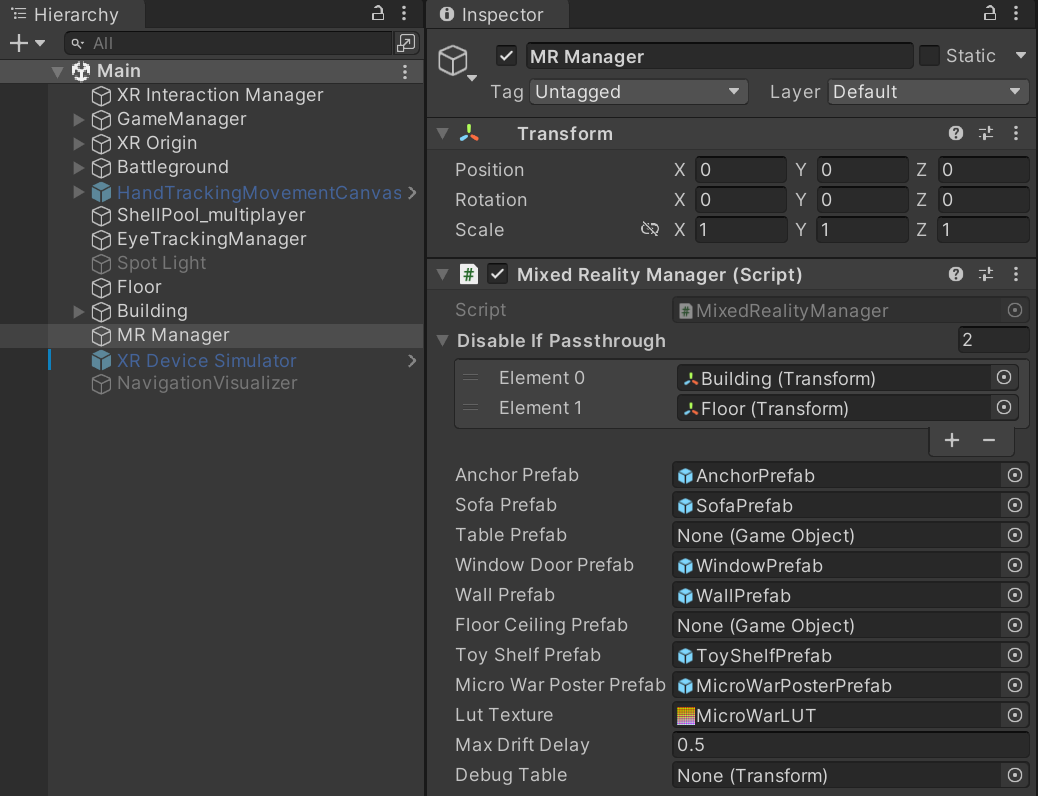 Hierarchy
All
Main
XR Interaction Manager
GameManager
XR Origin
Battleground
HandTrackingMovementCanvas
ShellPool_multiplayer
EyeTrackingManager
Spot Light
Floor
Building
MR Manager
XR Device Simulator
NavigationVisualizer
Inspector
MR Manager Static
Tag Untagged Layer Default
Transform
Position X 0 Y 0 Z 0
Rotation X 0 Y 0 Z 0
Scale X 1 Y 1 Z 1
# Mixed Reality Manager (Script)
Script # MixedRealityManager
Disable If Passthrough 2
Element 0 Building (Transform)
Element 1 Floor (Transform)
Anchor Prefab AnchorPrefab
Sofa Prefab SofaPrefab
Table Prefab None (Game Object)
Window Door Prefab WindowPrefab
Wall Prefab WallPrefab
Floor Ceiling Prefab None (Game Object)
Toy Shelf Prefab ToyShelfPrefab
Micro War Poster Prefab MicroWarPosterPrefab
Lut Texture MicroWarLUT
Max Drift Delay 0.5
Debug Table None (Transform)